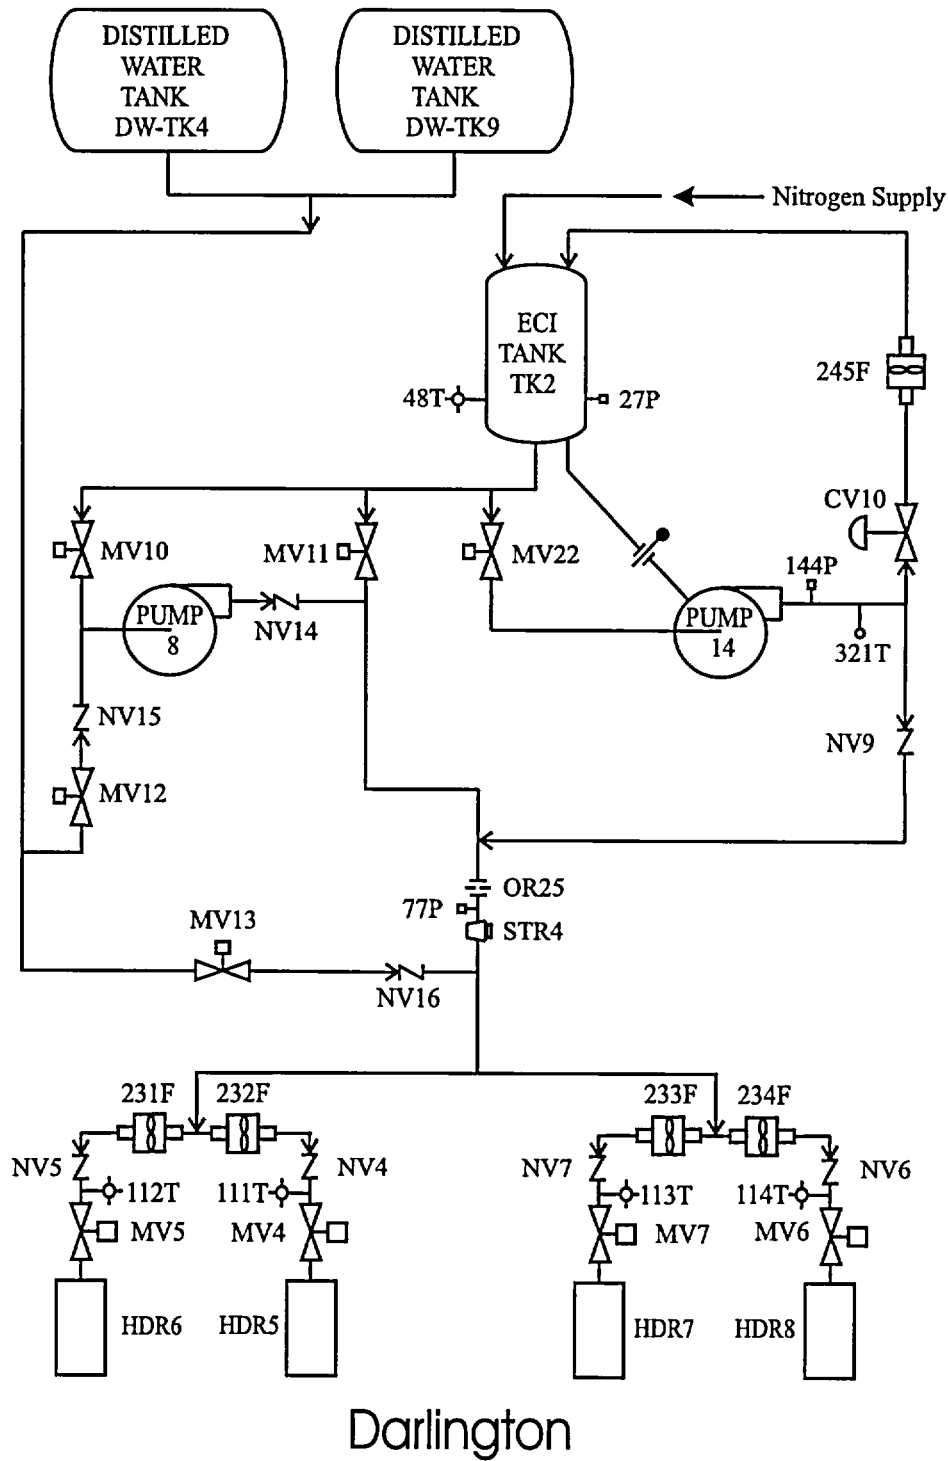 DISTILLED
WATER
TANK
DW-TK4
DISTILLED
WATER
TANK
DW-TK9
Nitrogen Supply
ECI
TANK
TK2
48T
27P
245F
CV10
MV10
MV11
MV22
144P
PUMP
8
NV14
PUMP
14
321T
NV15
NV9
MV12
OR25
77P
STR4
MV13
NV16
231F
232F
233F
234F
NV5
NV4
NV7
NV6
112T
111T
113T
114T
MV5
MV4
MV7
MV6
HDR6
HDR5
HDR7
HDR8
Darlington